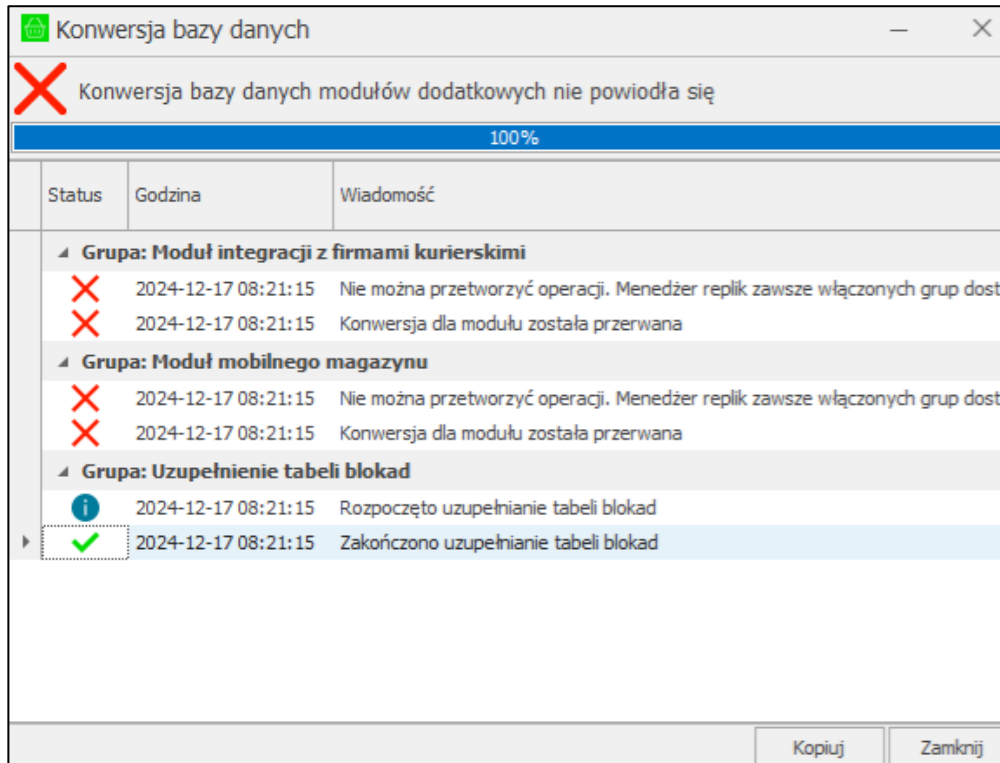 Konwersja bazy danych
Konwersja bazy danych modułów dodatkowych nie powiodła się
100%
Status Godzina Wiadomość
Grupa: Moduł integracji z firmami kurierskimi
2024-12-17 08:21:15 Nie można przetworzyć operacji. Menedżer replik zawsze włączonych grup dost
2024-12-17 08:21:15 Konwersja dla modułu została przerwana
Grupa: Moduł mobilnego magazynu
2024-12-17 08:21:15 Nie można przetworzyć operacji. Menedżer replik zawsze włączonych grup dost
2024-12-17 08:21:15 Konwersja dla modułu została przerwana
Grupa: Uzupełnienie tabeli blokad
2024-12-17 08:21:15 Rozpoczęto uzupełnianie tabeli blokad
2024-12-17 08:21:15 Zakończono uzupełnianie tabeli blokad
Kopiuj Zamknij